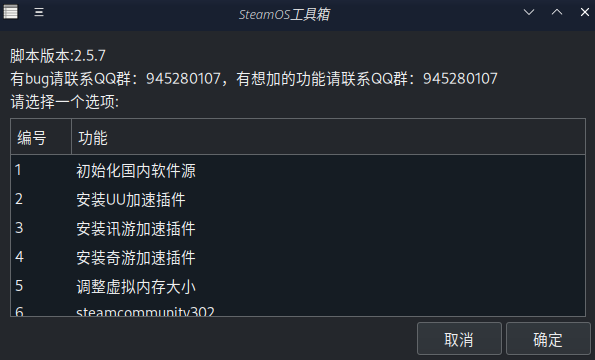 SteamOS工具箱
脚本版本:2.5.7
有bug请联系QQ群：945280107，有想加的功能请联系QQ群：945280107
请选择一个选项:
编号 功能
1 初始化国内软件源
2 安装UU加速插件
3 安装讯游加速插件
4 安装奇游加速插件
5 调整虚拟内存大小
6 steamcommunity302
取消 确定